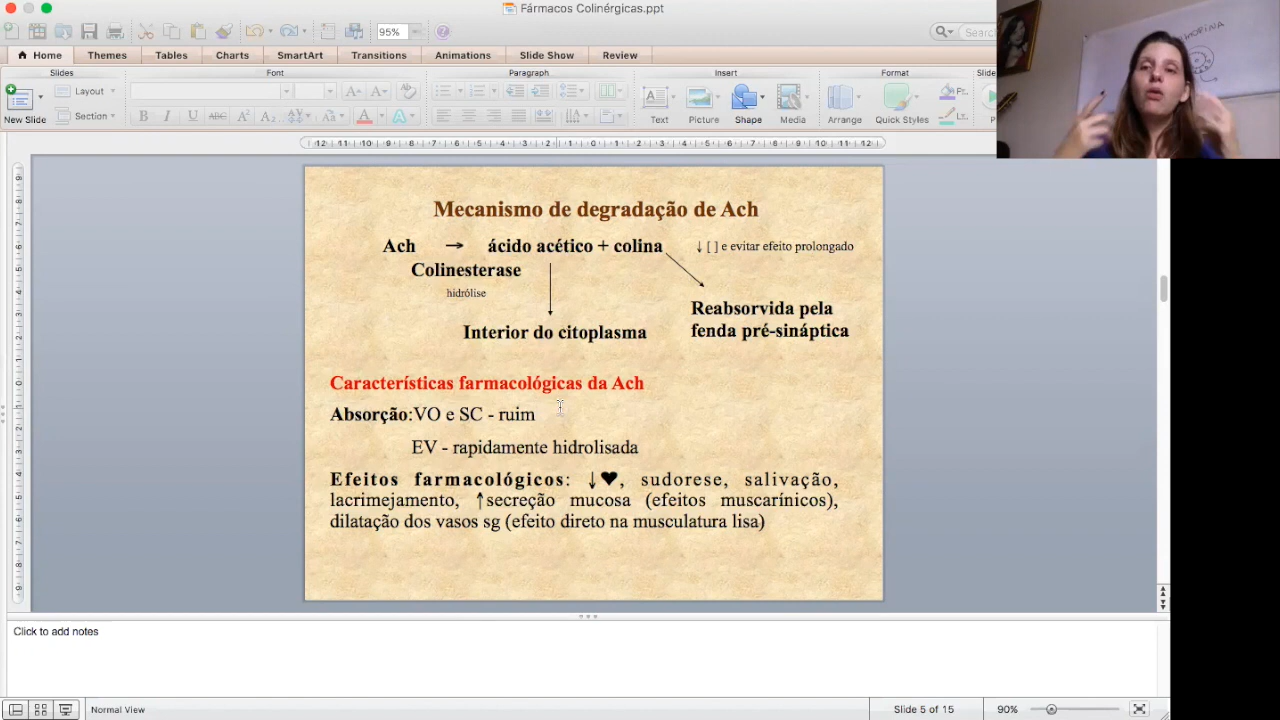 Fármacos Colinérgicas.ppt
95%
Search
Home
Themes
Tables
Charts
SmartArt
Transitions
Animations
Slide Show
Review
Slides
Font
Paragraph
Insert
Format
New Slide
Layout
Section
B I U ABC A² A₂
Text
Picture
Shape
Media
Arrange
Quick Styles
Mecanismo de degradação de Ach
Ach → ácido acético + colina ↓ [ ] e evitar efeito prolongado
Colinesterase
hidrólise
Interior do citoplasma
Reabsorvida pela
fenda pré-sináptica
Características farmacológicas da Ach
Absorção:VO e SC - ruim
EV - rapidamente hidrolisada
Efeitos farmacológicos: ↓♥, sudorese, salivação,
lacrimejamento, ↑secreção mucosa (efeitos muscarínicos),
dilatação dos vasos sg (efeito direto na musculatura lisa)
Click to add notes
Normal View
Slide 5 of 15
90%